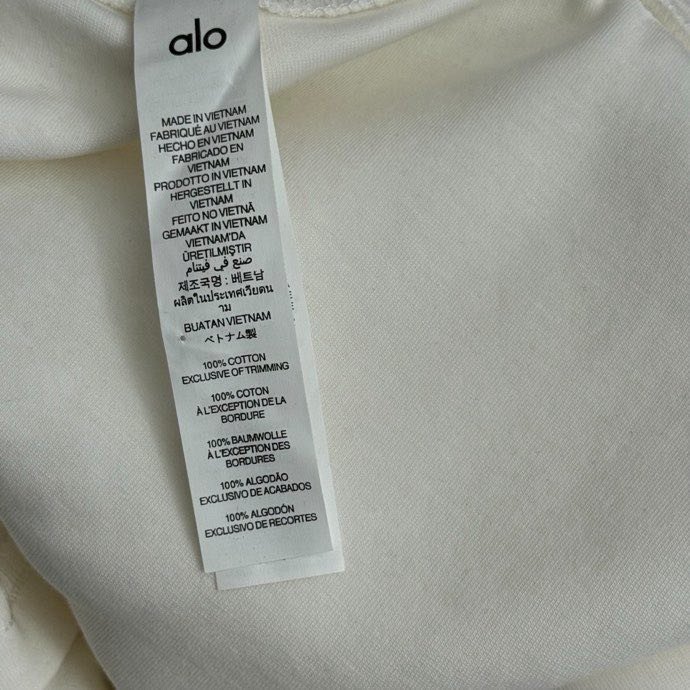 alo
MADE IN VIETNAM
FABRIQUÉ AU VIETNAM
HECHO EN VIETNAM
FABRICADO EN
VIETNAM
PRODOTTO IN VIETNAM
HERGESTELLT IN
VIETNAM
FEITO NO VIETNÃ
GEMAAKT IN VIETNAM
VIETNAM'DA
ÜRETILMIŞTIR
صنع في فيتنام
제조국명 : 베트남
ผลิตในประเทศเวียดน
าม
BUATAN VIETNAM
ベトナム製
100% COTTON
EXCLUSIVE OF TRIMMING
100% COTON
À L'EXCEPTION DE LA
BORDURE
100% BAUMWOLLE
À L'EXCEPTION DES
BORDURES
100% ALGODÃO
EXCLUSIVO DE ACABADOS
100% ALGODÓN
EXCLUSIVO DE RECORTES